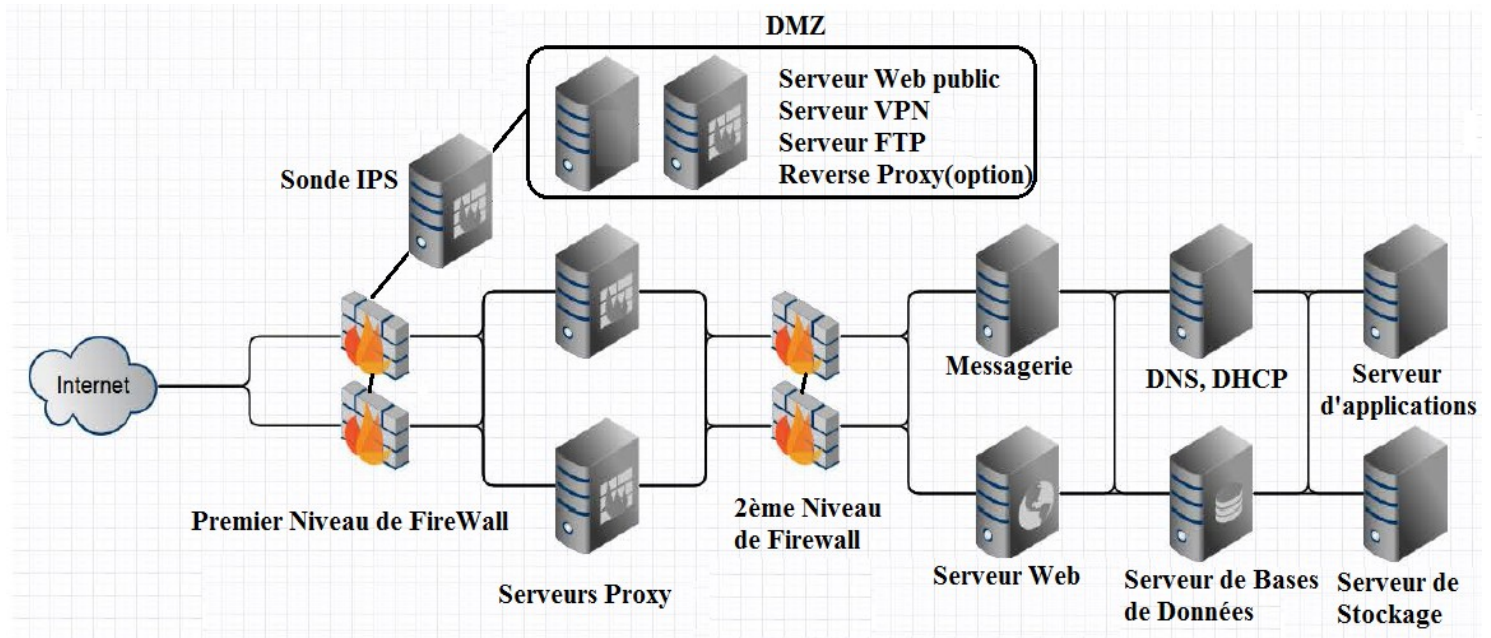 DMZ
Serveur Web public
Serveur VPN
Serveur FTP
Reverse Proxy(option)
Sonde IPS
Internet
Premier Niveau de FireWall
Serveurs Proxy
2ème Niveau
de Firewall
Messagerie
DNS, DHCP
Serveur
d'applications
Serveur Web
Serveur de Bases
de Données
Serveur de
Stockage